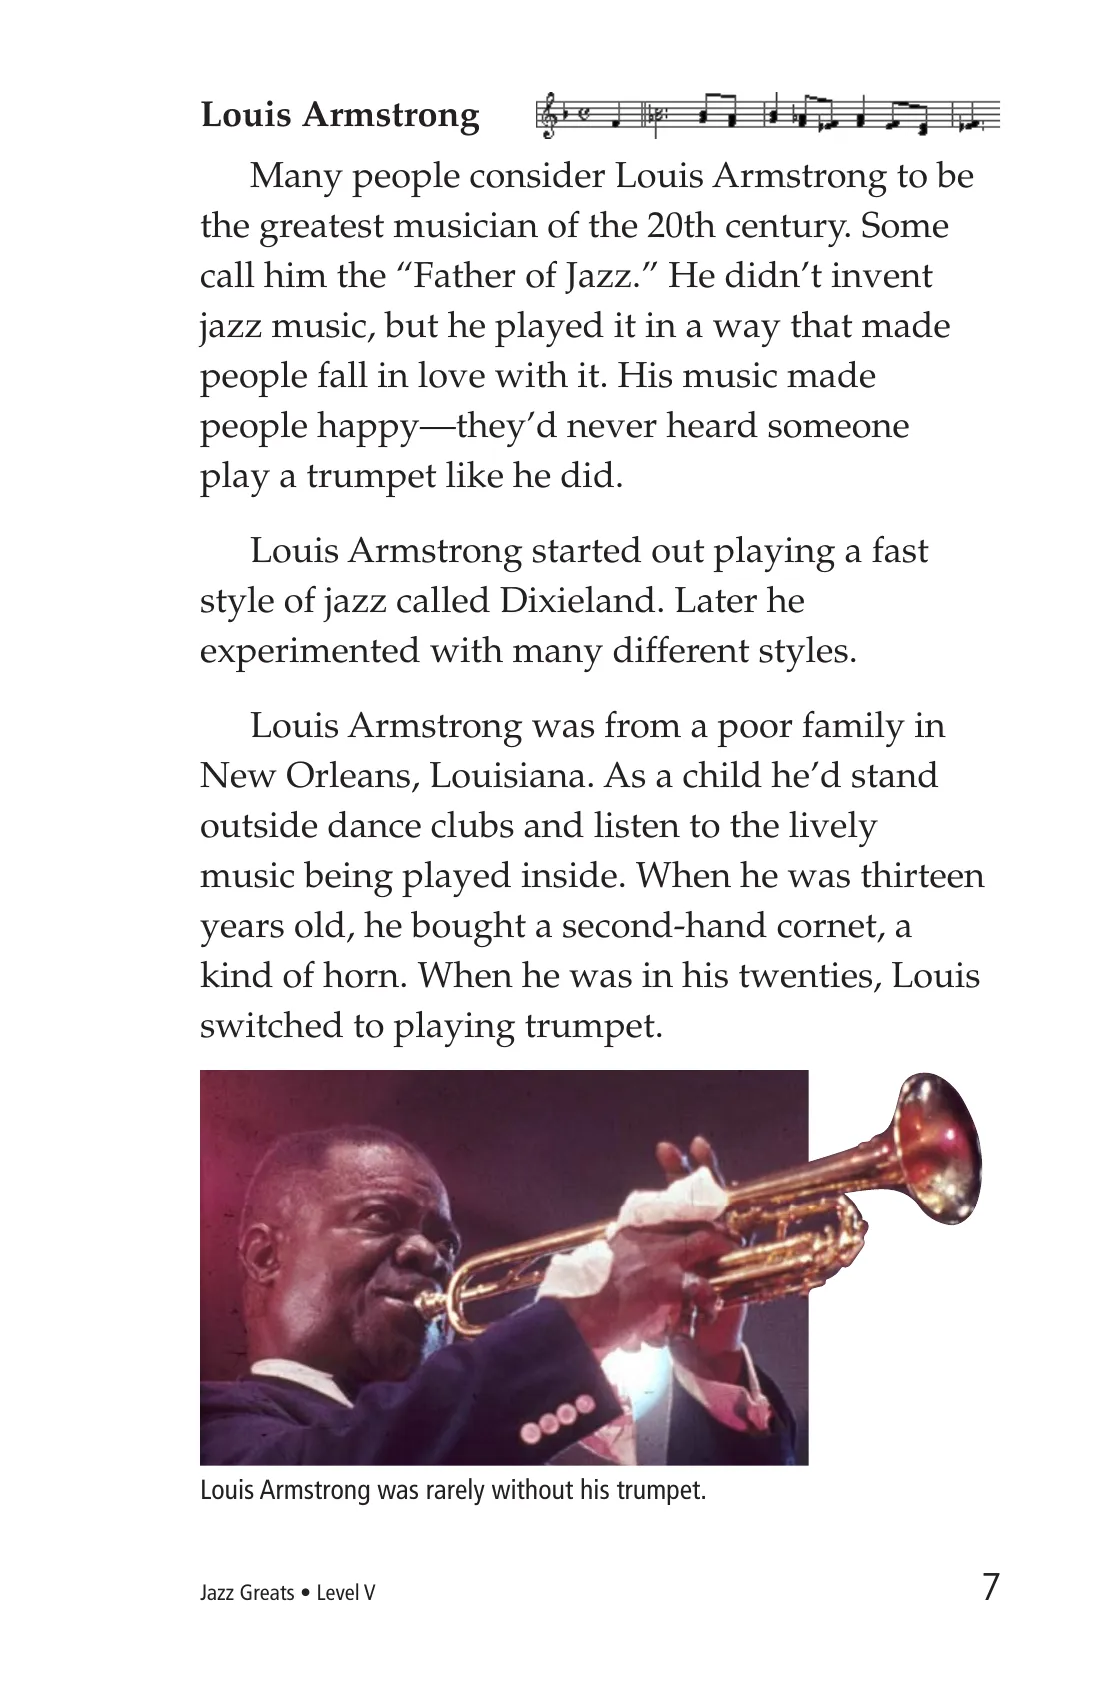 Louis Armstrong
Many people consider Louis Armstrong to be
the greatest musician of the 20th century. Some
call him the “Father of Jazz.” He didn’t invent
jazz music, but he played it in a way that made
people fall in love with it. His music made
people happy—they’d never heard someone
play a trumpet like he did.
Louis Armstrong started out playing a fast
style of jazz called Dixieland. Later he
experimented with many different styles.
Louis Armstrong was from a poor family in
New Orleans, Louisiana. As a child he’d stand
outside dance clubs and listen to the lively
music being played inside. When he was thirteen
years old, he bought a second-hand cornet, a
kind of horn. When he was in his twenties, Louis
switched to playing trumpet.
Louis Armstrong was rarely without his trumpet.
Jazz Greats • Level V
7